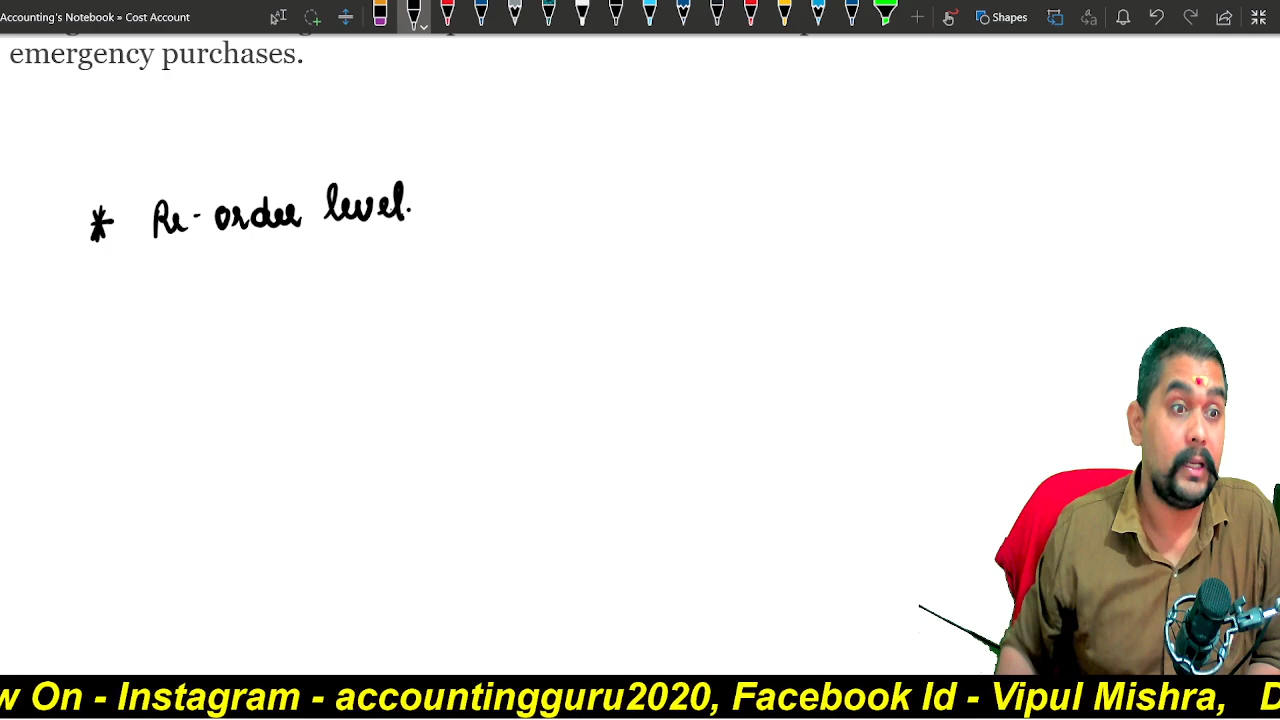 Accounting's Notebook » Cost Account
Shapes
emergency purchases.
* Re-order level.
w On - Instagram - accountingguru2020, Facebook Id - Vipul Mishra, D